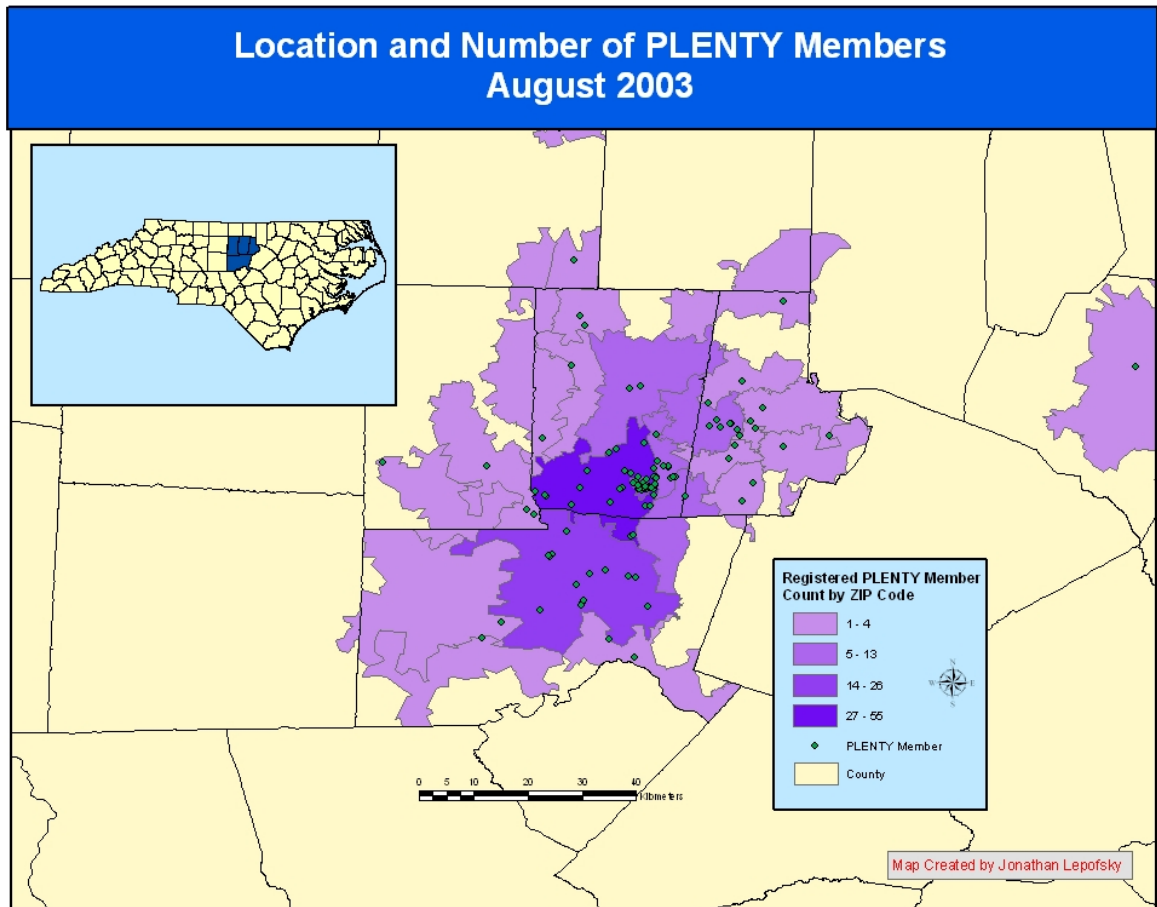 Location and Number of PLENTY Members
August 2003
Registered PLENTY Member
Count by ZIP Code
1 - 4
5 - 13
14 - 26
27 - 55
PLENTY Member
County
N
W E
S
0 5 10 20 30 40
Kilometers
Map Created by Jonathan Lepofsky